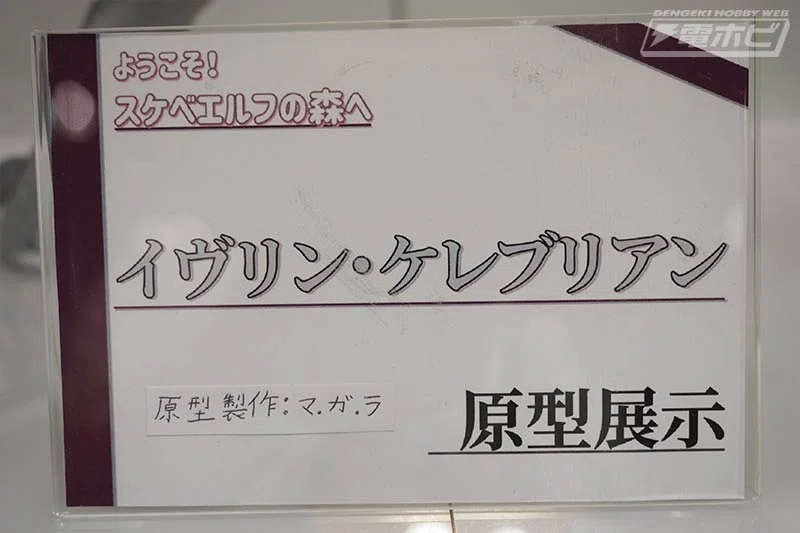 DENGEKI HOBBY WEB
電ホビ
ようこそ!
スケベエルフの森へ
イヴリン・ケレブリアン
原型製作:マ.ガ.ラ
原型展示